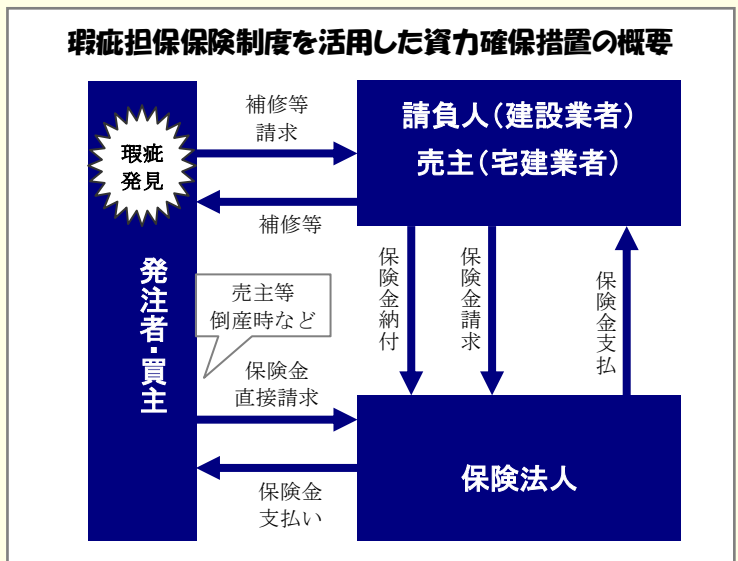 瑕疵担保保険制度を活用した資力確保措置の概要
瑕疵
発見
補修等
請求
補修等
請負人(建設業者)
売主(宅建業者)
発注者・買主
売主等
倒産時など
保険金納付
保険金請求
保険金支払
保険金
直接請求
保険金
支払い
保険法人